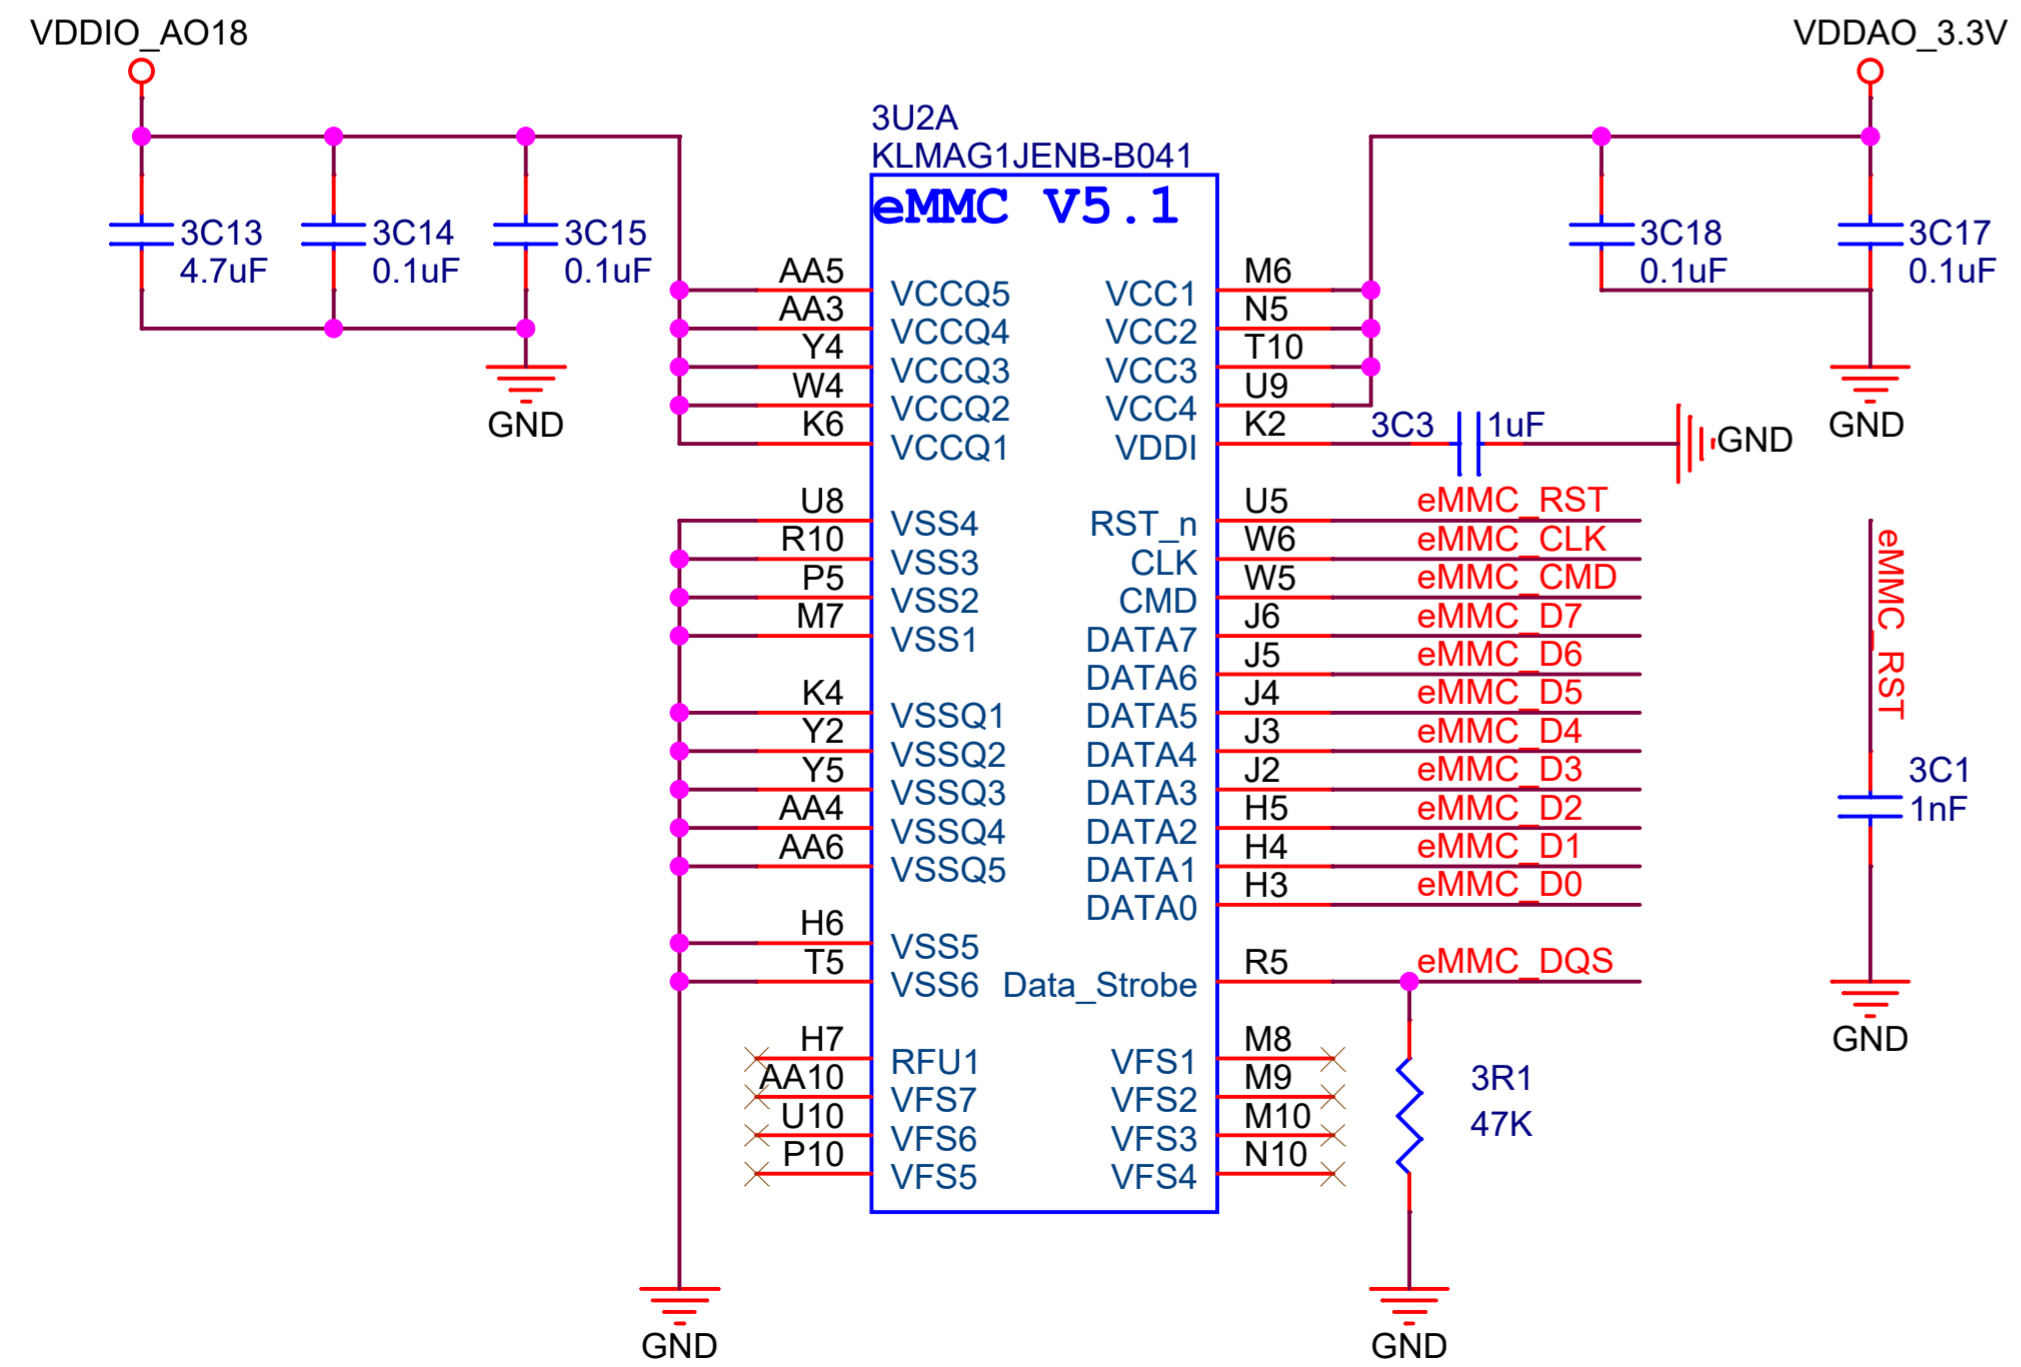 VDDIO_AO18
VDDAO_3.3V
3U2A
KLMAG1JENB-B041
eMMC V5.1
3C13
4.7uF
3C14
0.1uF
3C15
0.1uF
GND
3C18
0.1uF
3C17
0.1uF
GND
AA5 VCCQ5 VCC1 M6
AA3 VCCQ4 VCC2 N5
Y4 VCCQ3 VCC3 T10
W4 VCCQ2 VCC4 U9
K6 VCCQ1 VDDI K2 3C3 1uF GND
U8 VSS4 RST_n U5 eMMC_RST
R10 VSS3 CLK W6 eMMC_CLK
P5 VSS2 CMD W5 eMMC_CMD
M7 VSS1 DATA7 J6 eMMC_D7
DATA6 J5 eMMC_D6
K4 VSSQ1 DATA5 J4 eMMC_D5
Y2 VSSQ2 DATA4 J3 eMMC_D4
Y5 VSSQ3 DATA3 J2 eMMC_D3
AA4 VSSQ4 DATA2 H5 eMMC_D2
AA6 VSSQ5 DATA1 H4 eMMC_D1
DATA0 H3 eMMC_D0
H6 VSS5
T5 VSS6 Data_Strobe R5 eMMC_DQS
H7 RFU1 VFS1 M8
AA10 VFS7 VFS2 M9
U10 VFS6 VFS3 M10
P10 VFS5 VFS4 N10
eMMC_RST
3C1
1nF
GND
3R1
47K
GND
GND